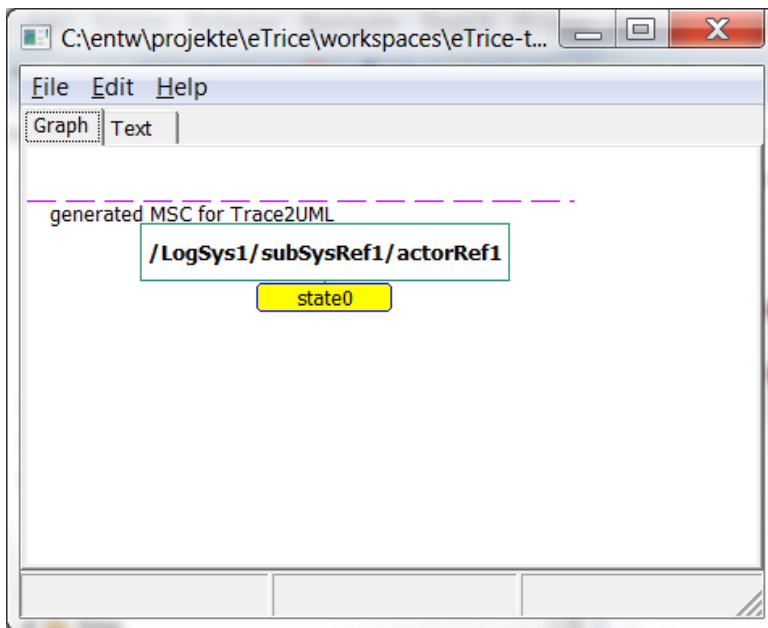 C:\entw\projekte\eTrice\workspaces\eTrice-t...
File Edit Help
Graph Text
generated MSC for Trace2UML
/LogSys1/subSysRef1/actorRef1
state0